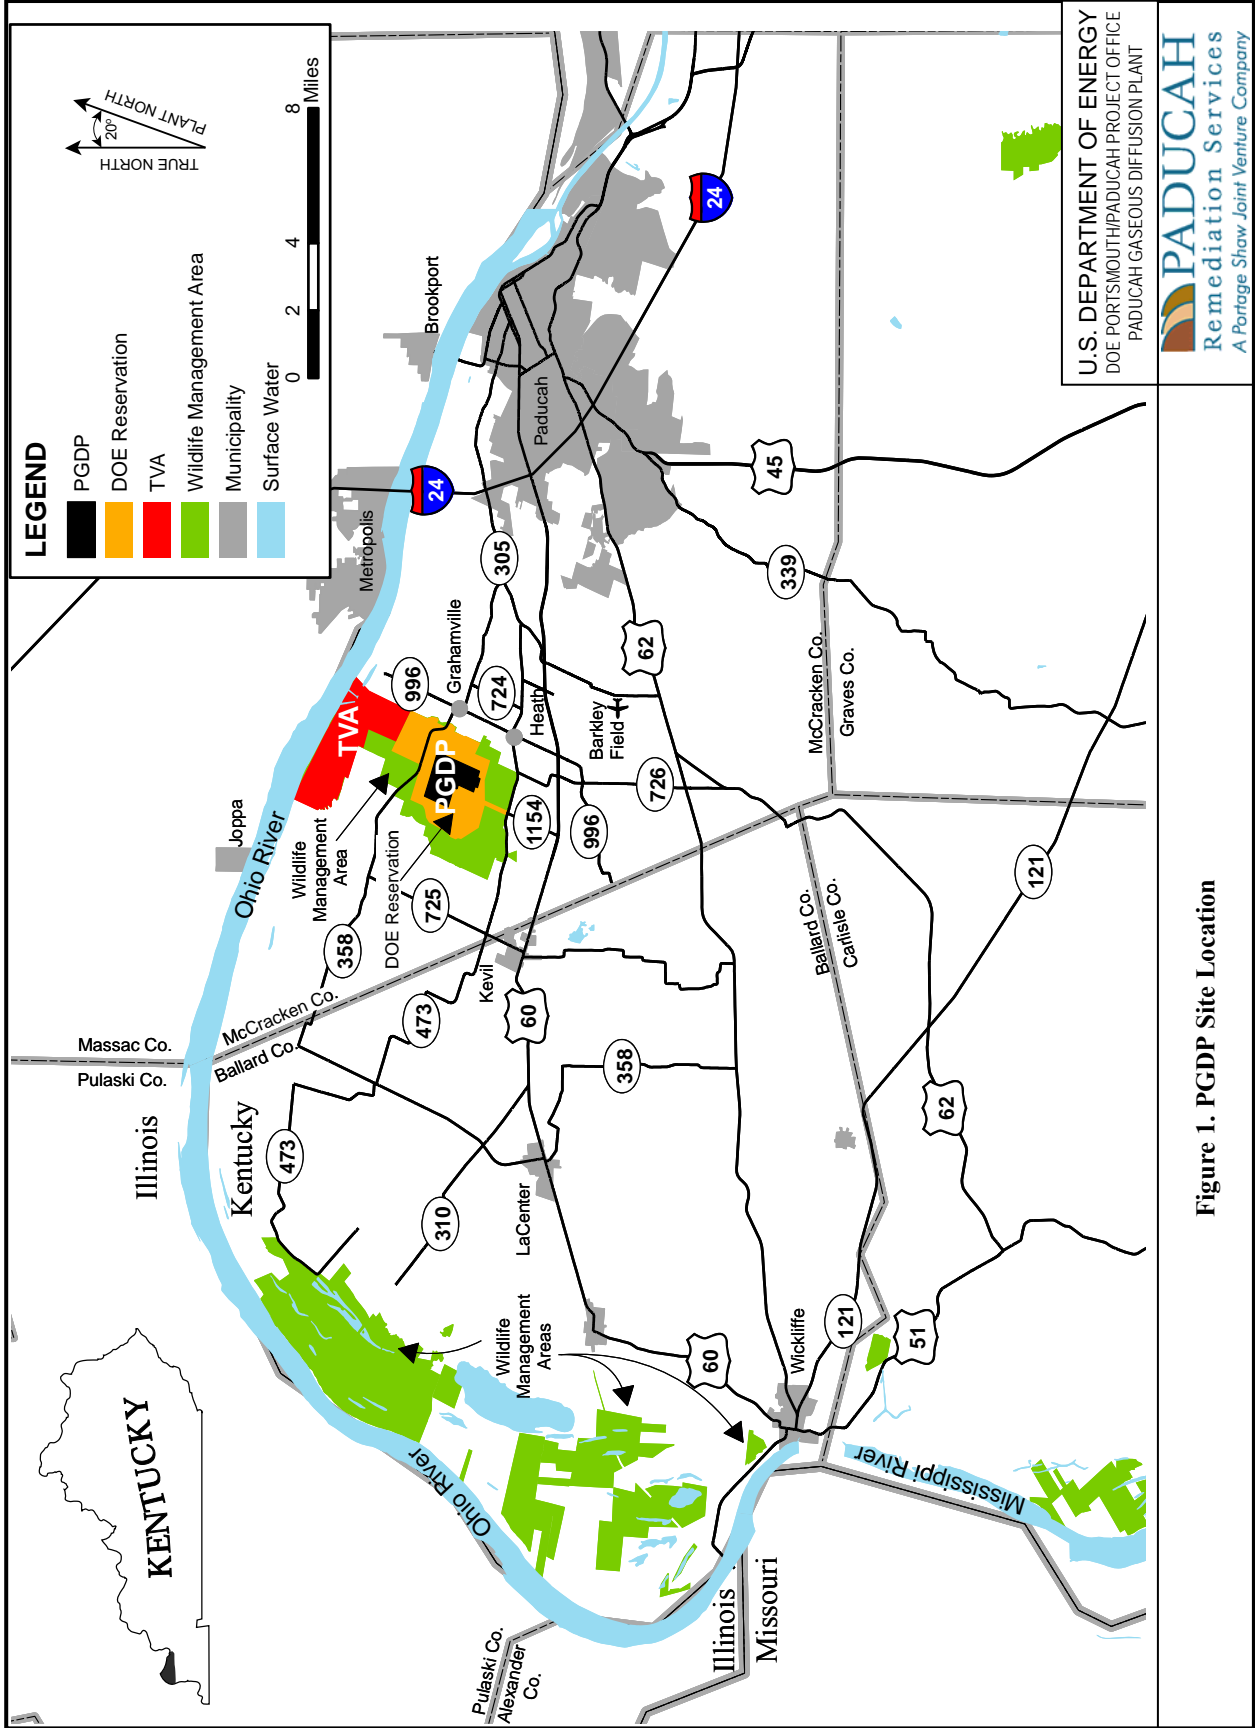 LEGEND
PGDP
DOE Reservation
TVA
Wildlife Management Area
Municipality
Surface Water
0
2
4
8
Miles
TRUE NORTH
PLANT NORTH
20°
KENTUCKY
Illinois
Kentucky
Massac Co.
Pulaski Co.
McCracken Co.
Ballard Co.
Ohio River
Joppa
Metropolis
Brookport
TVA
PGDP
Wildlife
Management
Area
DOE Reservation
Grahamville
Heath
Barkley
Field
Paducah
Kevil
LaCenter
Wickliffe
Wildlife
Management
Areas
Ohio River
Mississippi River
Pulaski Co.
Alexander
Co.
Illinois
Missouri
Ballard Co.
Carlisle Co.
McCracken Co.
Graves Co.
473
310
358
473
725
358
60
60
121
51
62
121
1154
996
726
724
996
305
24
24
62
45
339
U.S. DEPARTMENT OF ENERGY
DOE PORTSMOUTH/PADUCAH PROJECT OFFICE
PADUCAH GASEOUS DIFFUSION PLANT
PADUCAH
Remediation Services
A Portage Shaw Joint Venture Company
Figure 1. PGDP Site Location